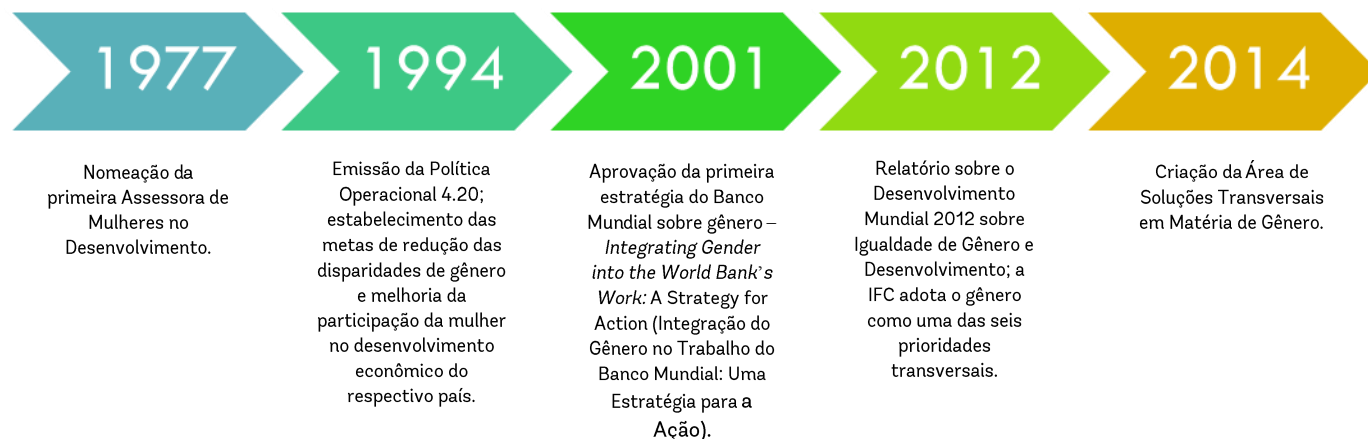 1977
Nomeação da
primeira Assessora de
Mulheres no
Desenvolvimento.
1994
Emissão da Política
Operacional 4.20;
estabelecimento das
metas de redução das
disparidades de gênero
e melhoria da
participação da mulher
no desenvolvimento
econômico do
respectivo país.
2001
Aprovação da primeira
estratégia do Banco
Mundial sobre gênero –
Integrating Gender
into the World Bank’s
Work: A Strategy for
Action (Integração do
Gênero no Trabalho do
Banco Mundial: Uma
Estratégia para a
Ação).
2012
Relatório sobre o
Desenvolvimento
Mundial 2012 sobre
Igualdade de Gênero e
Desenvolvimento; a
IFC adota o gênero
como uma das seis
prioridades
transversais.
2014
Criação da Área de
Soluções Transversais
em Matéria de Gênero.